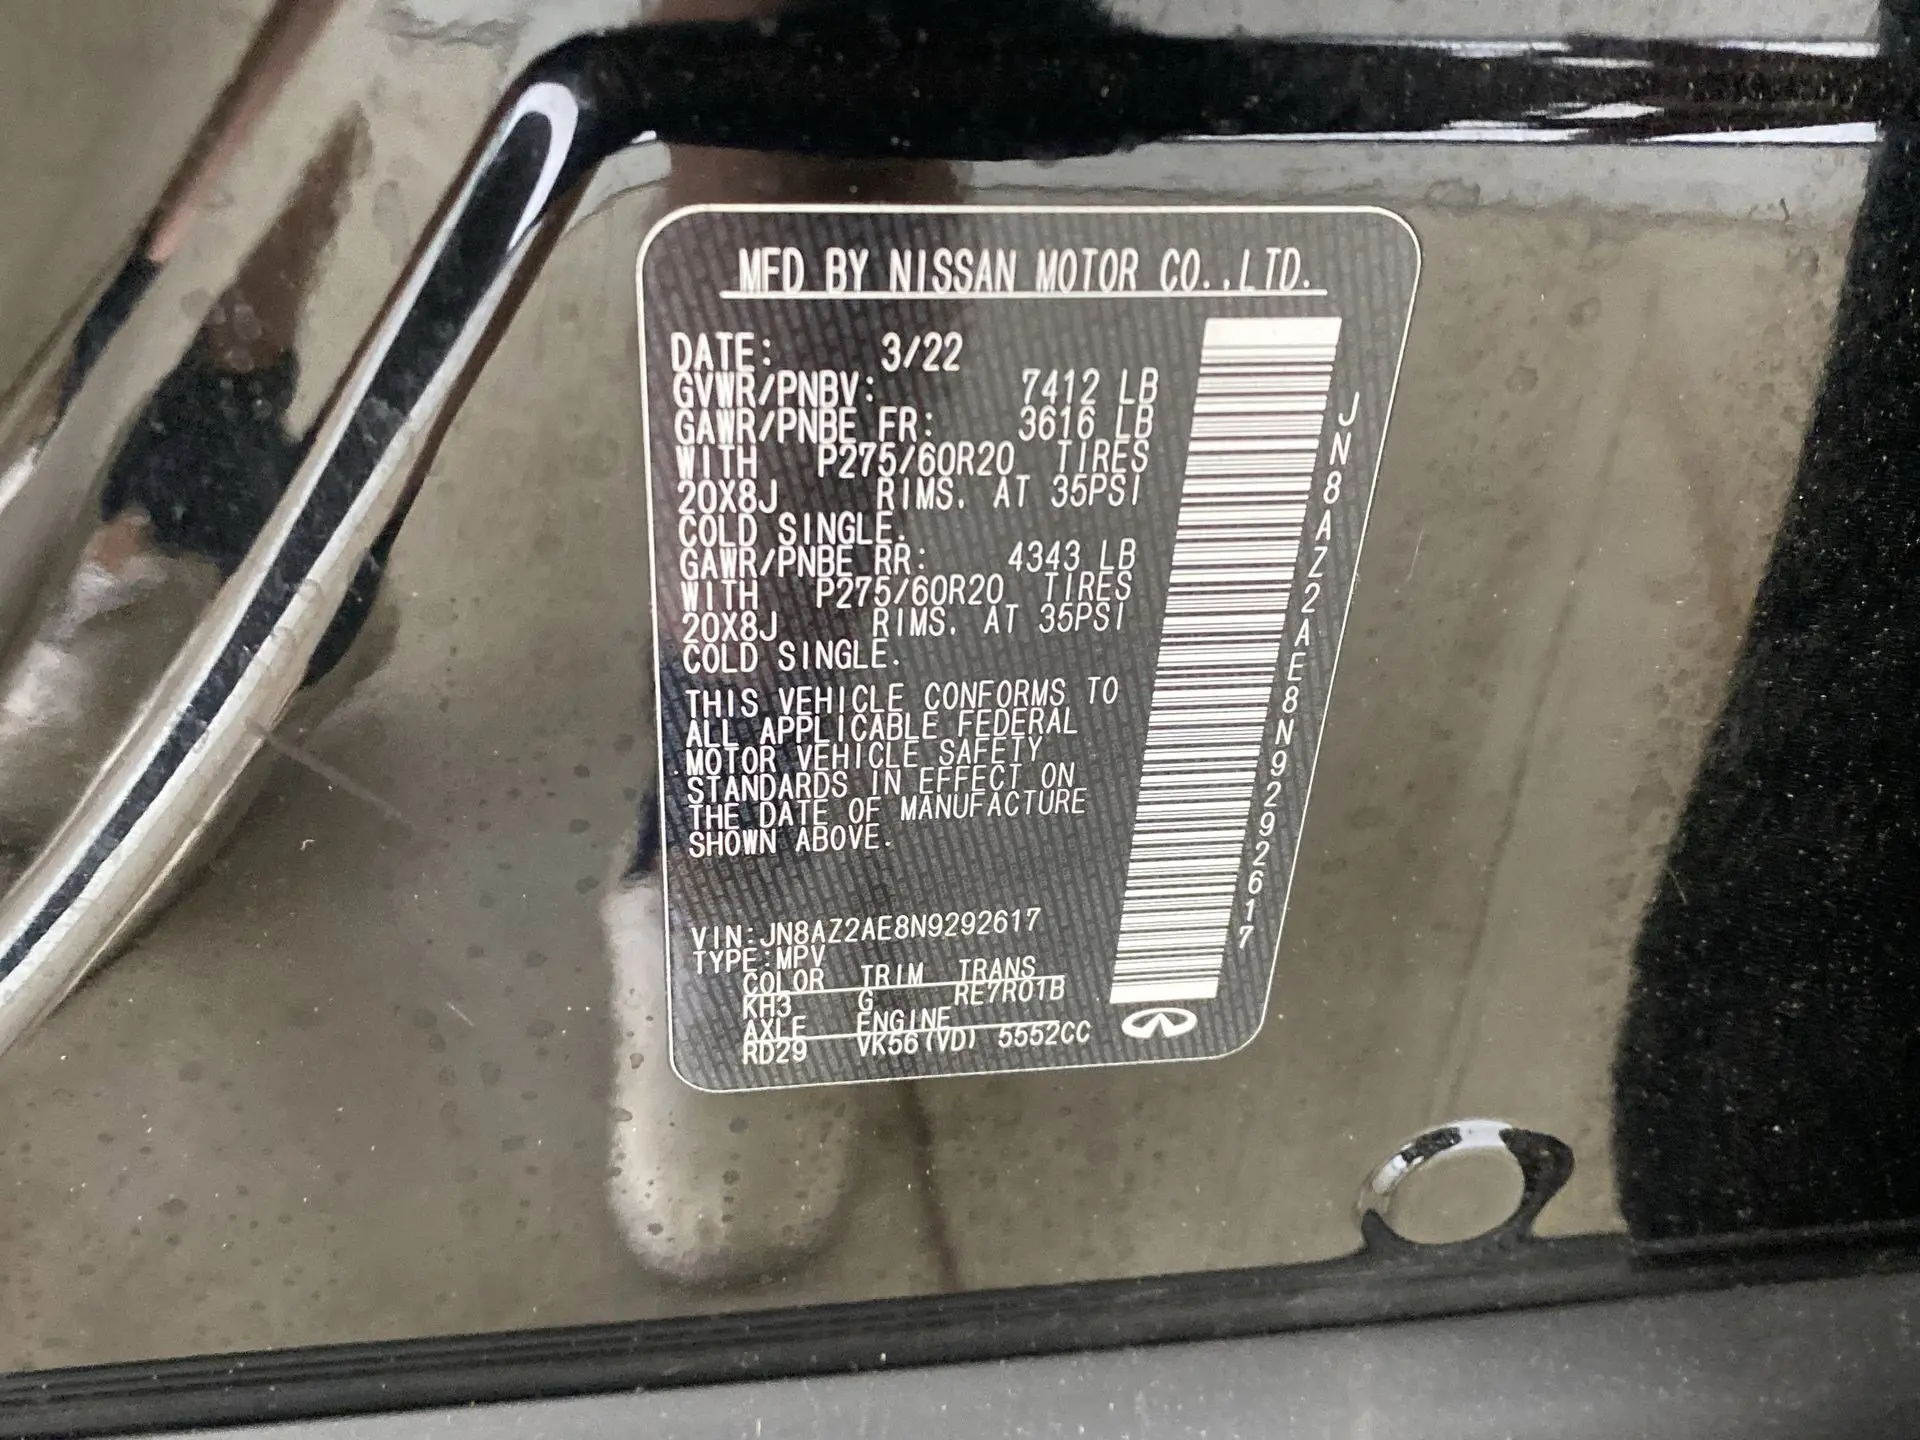 MFD BY NISSAN MOTOR CO.,LTD.
DATE: 3/22
GVWR/PNBV: 7412 LB
GAWR/PNBE FR: 3616 LB
WITH P275/60R20 TIRES
20X8J RIMS. AT 35PSI
COLD SINGLE.
GAWR/PNBE RR: 4343 LB
WITH P275/60R20 TIRES
20X8J RIMS. AT 35PSI
COLD SINGLE.
THIS VEHICLE CONFORMS TO
ALL APPLICABLE FEDERAL
MOTOR VEHICLE SAFETY
STANDARDS IN EFFECT ON
THE DATE OF MANUFACTURE
SHOWN ABOVE.
VIN:JN8AZ2AE8N9292617
TYPE:MPV
COLOR TRIM TRANS
KH3 G RE7R01B
AXLE ENGINE
RD29 VK56(VD) 5552CC
JN8AZ2AE8N9292617